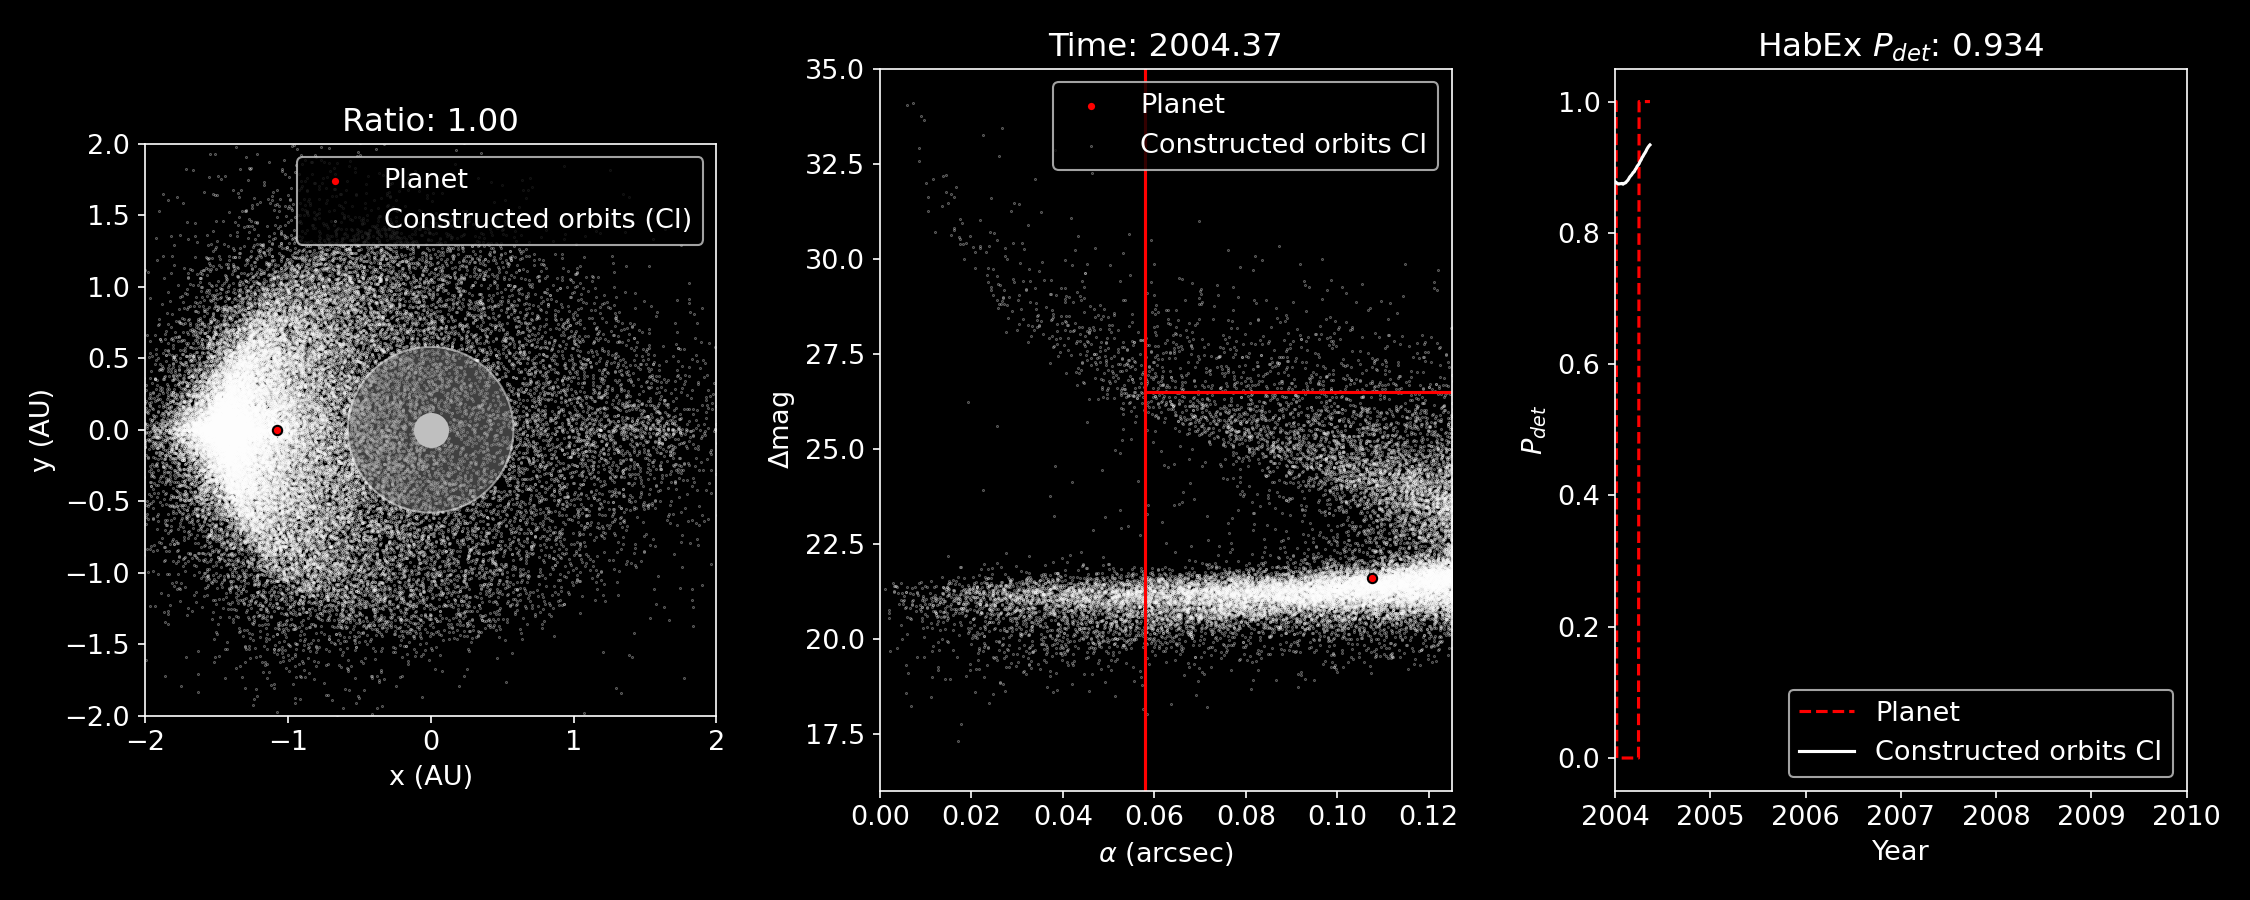 Ratio: 1.00
Planet
Constructed orbits (CI)
2.0
1.5
1.0
0.5
0.0
−0.5
−1.0
−1.5
−2.0
y (AU)
−2
−1
0
1
2
x (AU)
Time: 2004.37
Planet
Constructed orbits CI
35.0
32.5
30.0
27.5
25.0
22.5
20.0
17.5
Δmag
0.00
0.02
0.04
0.06
0.08
0.10
0.12
α (arcsec)
HabEx P_det: 0.934
1.0
0.8
0.6
0.4
0.2
0.0
P_det
Planet
Constructed orbits CI
2004
2005
2006
2007
2008
2009
2010
Year